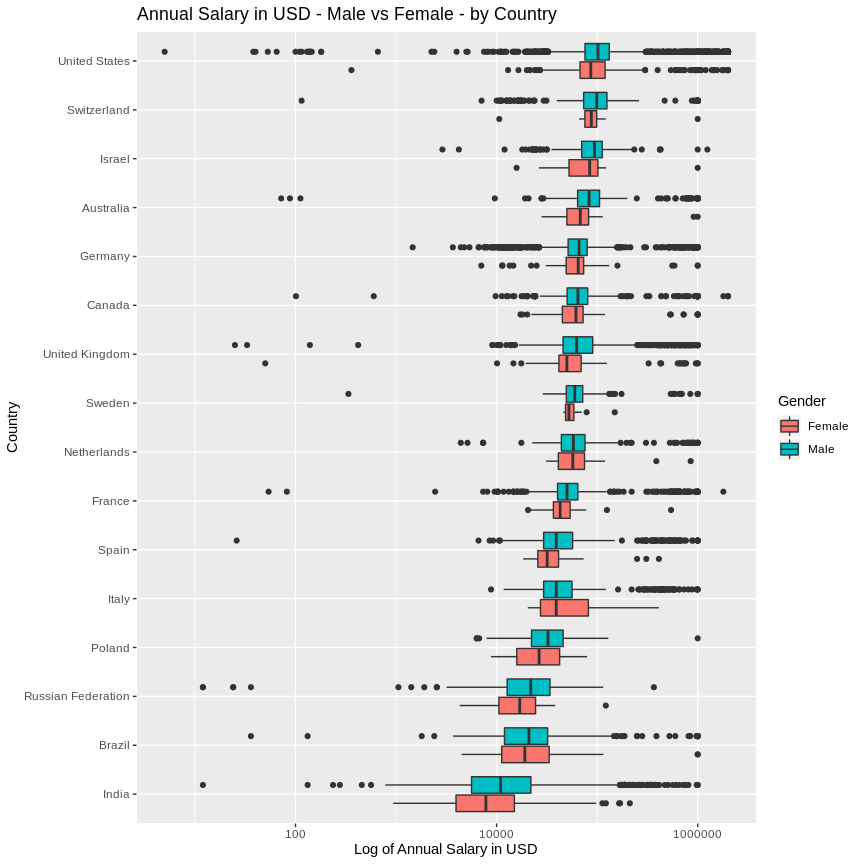 Annual Salary in USD - Male vs Female - by Country
United States
Switzerland
Israel
Australia
Germany
Canada
United Kingdom
Sweden
Netherlands
France
Spain
Italy
Poland
Russian Federation
Brazil
India
Country
100
10000
1000000
Log of Annual Salary in USD
Gender
Female
Male